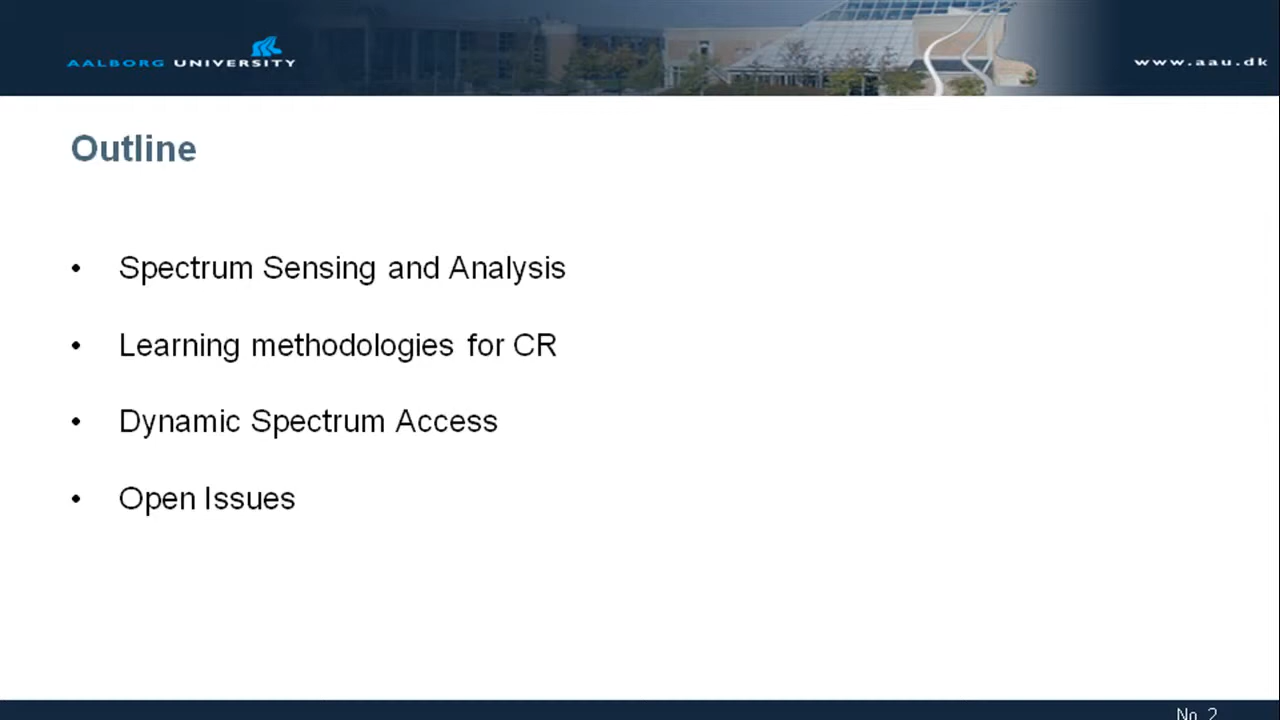 AALBORG UNIVERSITY
www.aau.dk
Outline
• Spectrum Sensing and Analysis
• Learning methodologies for CR
• Dynamic Spectrum Access
• Open Issues
No. 2